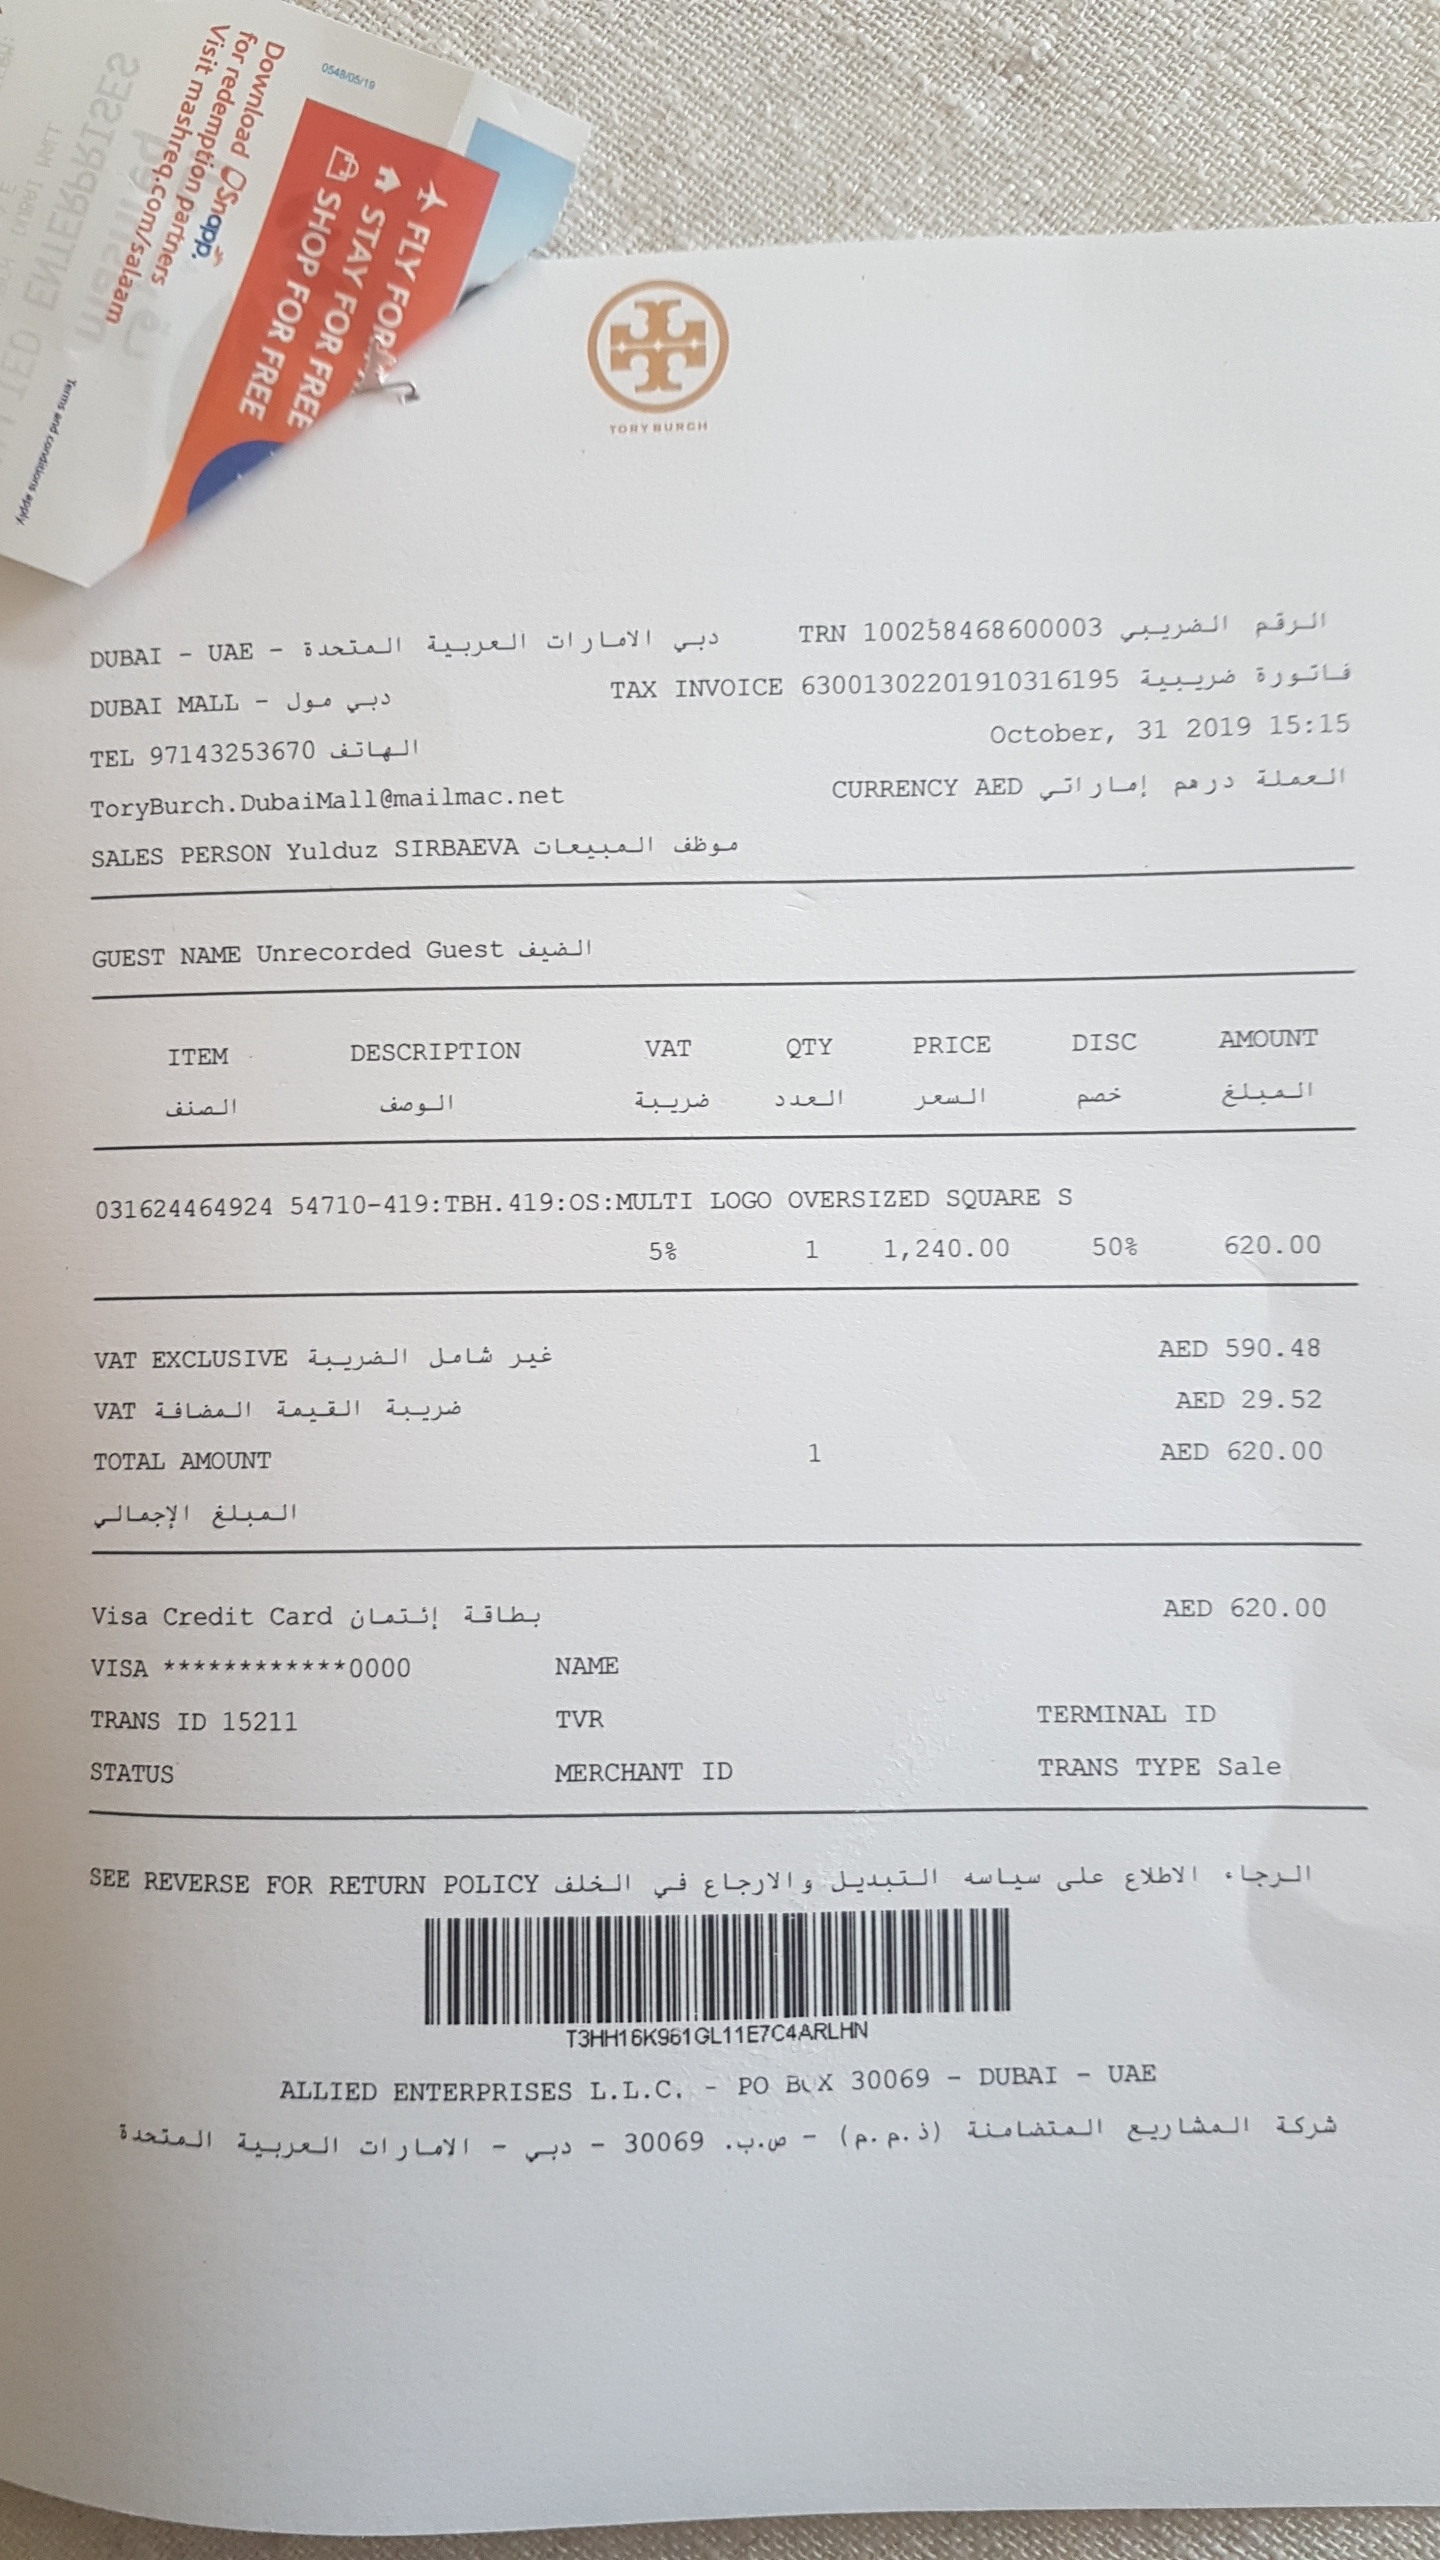 Download Snapp.
for redemption partners
Visit mashreq.com/salaam
0548/05/19
FLY FOR
STAY FOR FREE
SHOP FOR FREE
Terms and conditions apply.
TORY BURCH
DUBAI - UAE - دبي الامارات العربية المتحدة
TRN 100258468600003 الرقم الضريبي
DUBAI MALL - دبي مول
TAX INVOICE 63001302201910316195 فاتورة ضريبية
TEL 97143253670 الهاتف
October, 31 2019 15:15
ToryBurch.DubaiMall@mailmac.net
CURRENCY AED العملة درهم إماراتي
SALES PERSON Yulduz SIRBAEVA موظف المبيعات
GUEST NAME Unrecorded Guest الضيف
ITEM DESCRIPTION VAT QTY PRICE DISC AMOUNT
الصنف الوصف ضريبة العدد السعر خصم المبلغ
031624464924 54710-419:TBH.419:OS:MULTI LOGO OVERSIZED SQUARE S
5% 1 1,240.00 50% 620.00
VAT EXCLUSIVE غير شامل الضريبة AED 590.48
VAT ضريبة القيمة المضافة AED 29.52
TOTAL AMOUNT 1 AED 620.00
المبلغ الإجمالي
Visa Credit Card بطاقة إئتمان AED 620.00
VISA ************0000 NAME
TRANS ID 15211 TVR TERMINAL ID
STATUS MERCHANT ID TRANS TYPE Sale
SEE REVERSE FOR RETURN POLICY الرجاء الاطلاع على سياسه التبديل والارجاع في الخلف
T3HH16K961GL11E7C4ARLHN
ALLIED ENTERPRISES L.L.C. - PO BOX 30069 - DUBAI - UAE
شركة المشاريع المتضامنة (ذ.م.م) - ص.ب. 30069 - دبي - الامارات العربية المتحدة